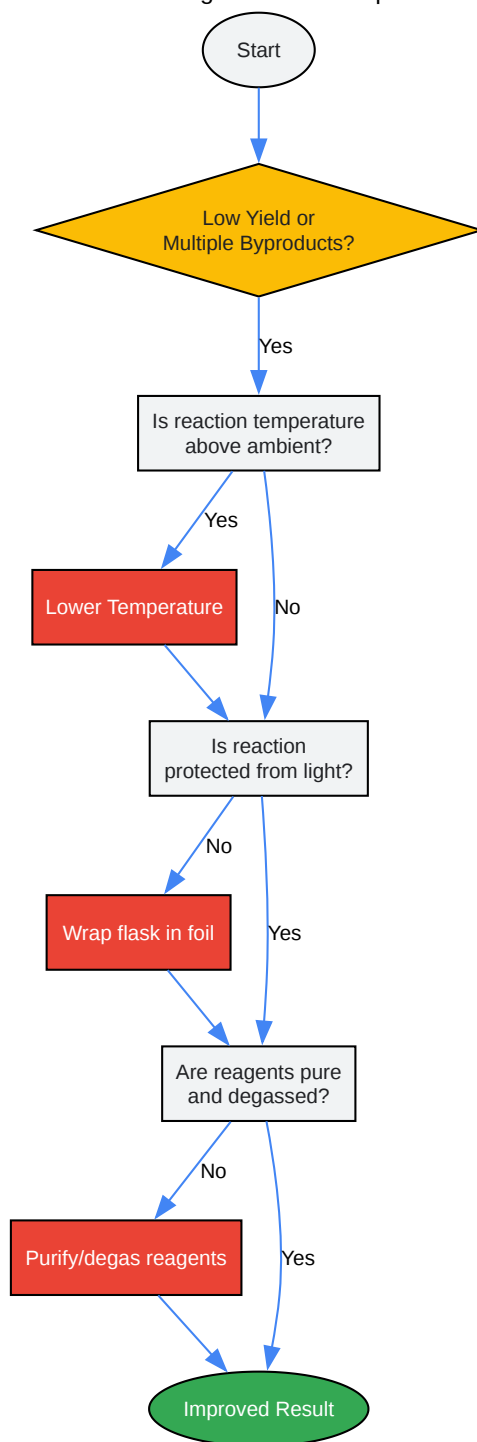 Start
Low Yield or
Multiple Byproducts?
Yes
Is reaction temperature
above ambient?
Yes
Lower Temperature
No
Is reaction
protected from light?
No
Wrap flask in foil
Yes
Are reagents pure
and degassed?
No
Purify/degas reagents
Yes
Improved Result